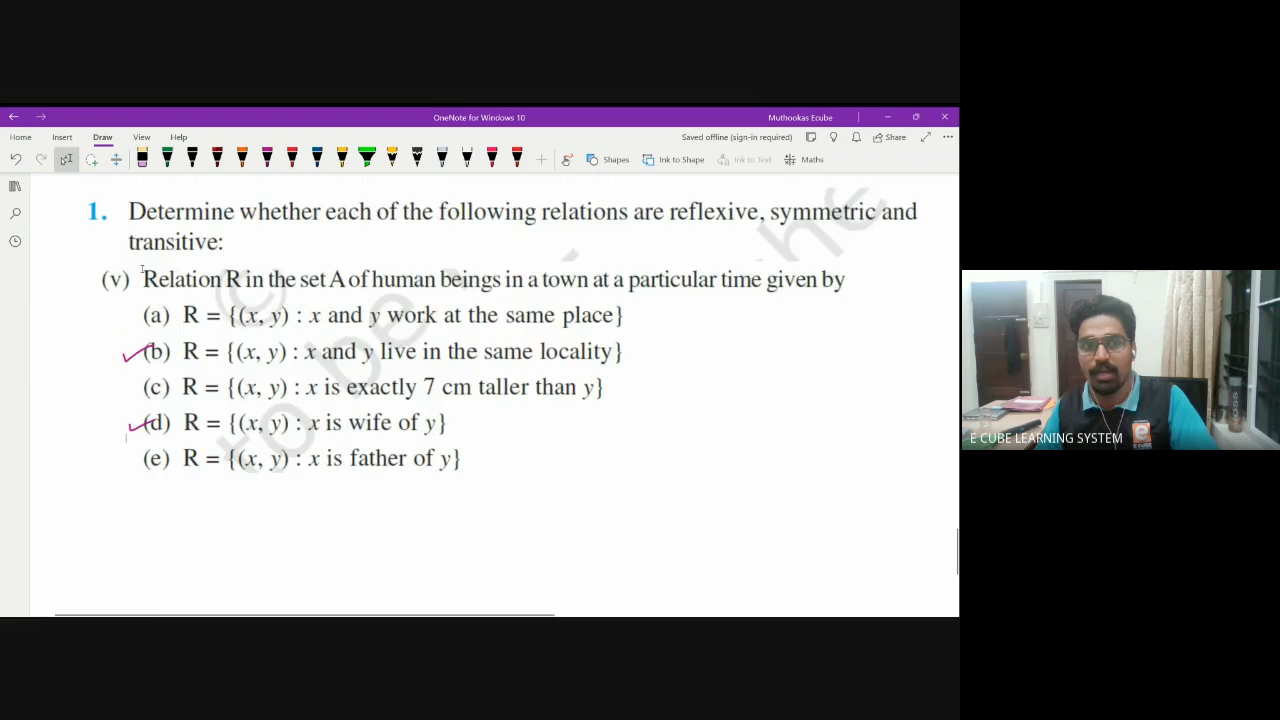 OneNote for Windows 10
Muthookas Ecube
Home Insert Draw View Help
Saved offline (sign-in required)
Share
Shapes
Ink to Shape
Ink to Text
Maths
1. Determine whether each of the following relations are reflexive, symmetric and
transitive:
(v) Relation R in the set A of human beings in a town at a particular time given by
(a) R = {(x, y) : x and y work at the same place}
(b) R = {(x, y) : x and y live in the same locality}
(c) R = {(x, y) : x is exactly 7 cm taller than y}
(d) R = {(x, y) : x is wife of y}
(e) R = {(x, y) : x is father of y}
©
to be
E CUBE LEARNING SYSTEM